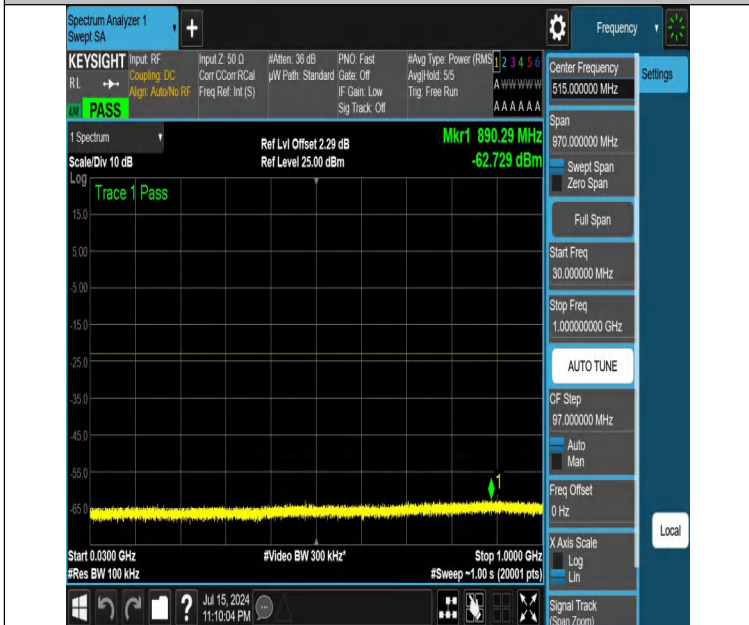 Spectrum Analyzer 1
Swept SA
+
Frequency
KEYSIGHT
RL
LXI
PASS
Input: RF
Coupling: DC
Align: Auto/No RF
Input Z: 50 Ω
Corr CCorr RCal
Freq Ref: Int (S)
#Atten: 36 dB
µW Path: Standard
PNO: Fast
Gate: Off
IF Gain: Low
Sig Track: Off
#Avg Type: Power (RMS
Avg|Hold: 5/5
Trig: Free Run
1 2 3 4 5 6
A W W W W W
A A A A A A
1 Spectrum
Scale/Div 10 dB
Ref Lvl Offset 2.29 dB
Ref Level 25.00 dBm
Mkr1 890.29 MHz
-62.729 dBm
Log
Trace 1 Pass
15.0
5.00
-5.00
-15.0
-25.0
-35.0
-45.0
-55.0
-65.0
1
Start 0.0300 GHz
#Res BW 100 kHz
#Video BW 300 kHz*
Stop 1.0000 GHz
#Sweep ~1.00 s (20001 pts)
?
Jul 15, 2024
11:10:04 PM
Center Frequency
515.000000 MHz
Settings
Span
970.000000 MHz
Swept Span
Zero Span
Full Span
Start Freq
30.000000 MHz
Stop Freq
1.000000000 GHz
AUTO TUNE
CF Step
97.000000 MHz
Auto
Man
Freq Offset
0 Hz
Local
X Axis Scale
Log
Lin
Signal Track
(Span Zoom)